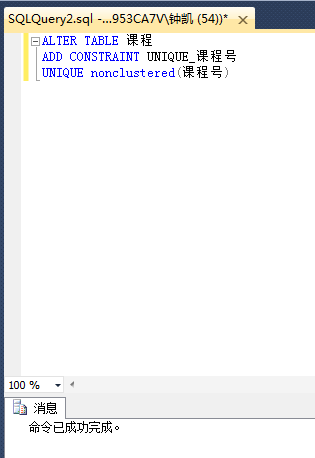 SQLQuery2.sql -...953CA7V\钟凯 (54))*
ALTER TABLE 课程
ADD CONSTRAINT UNIQUE_课程号
UNIQUE nonclustered(课程号)
100 %
消息
命令已成功完成。